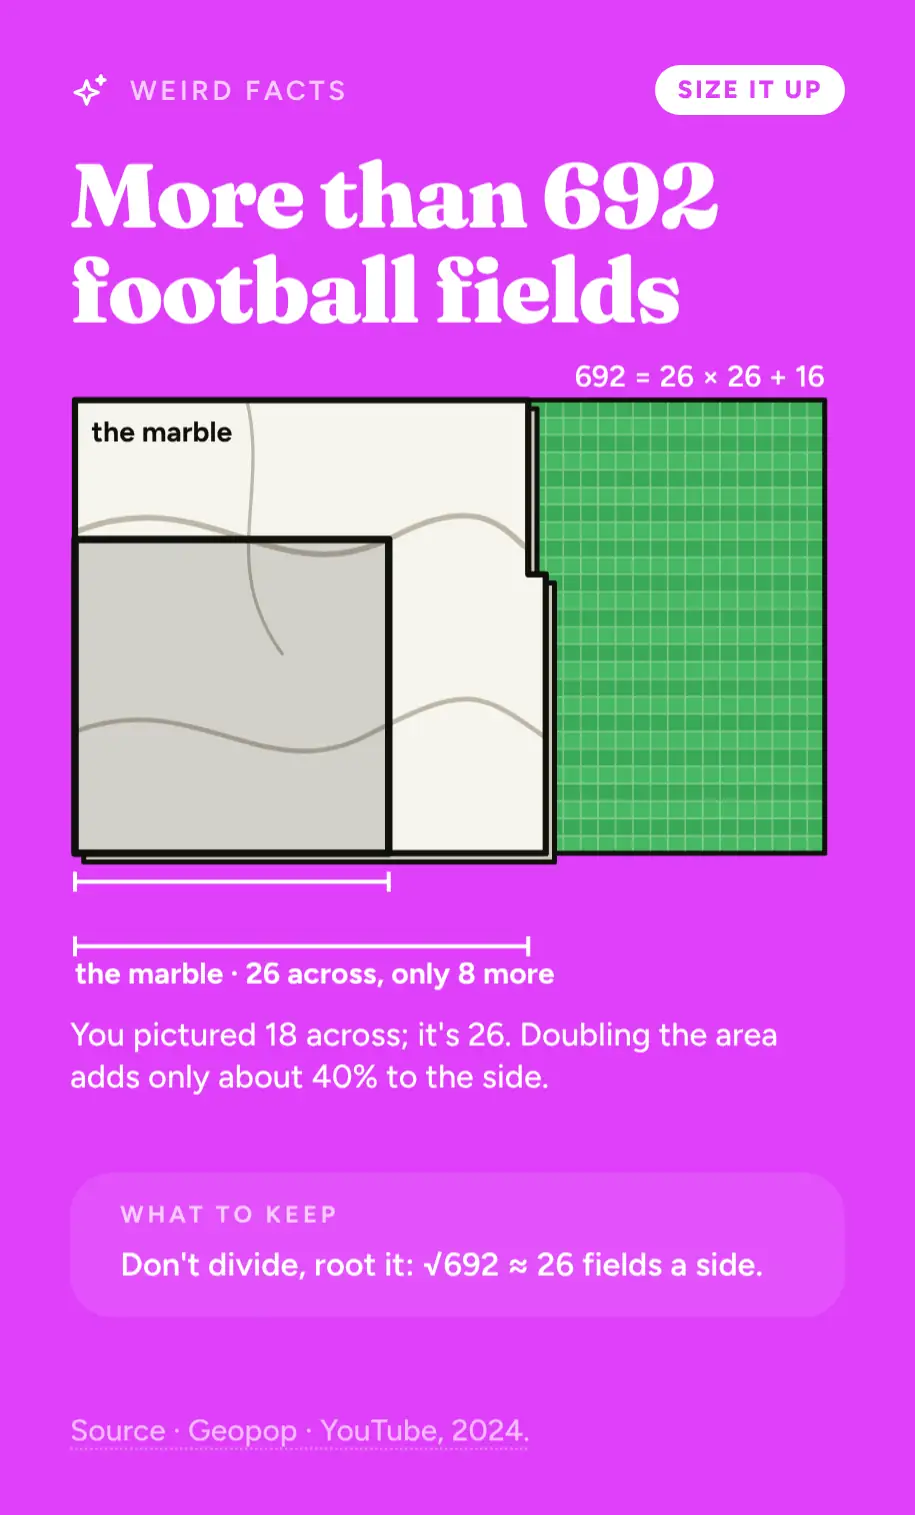 WEIRD FACTS
SIZE IT UP
More than 692
football fields
692 = 26 × 26 + 16
the marble
the marble · 26 across, only 8 more
You pictured 18 across; it's 26. Doubling the area
adds only about 40% to the side.
WHAT TO KEEP
Don't divide, root it: √692 ≈ 26 fields a side.
Source · Geopop · YouTube, 2024.